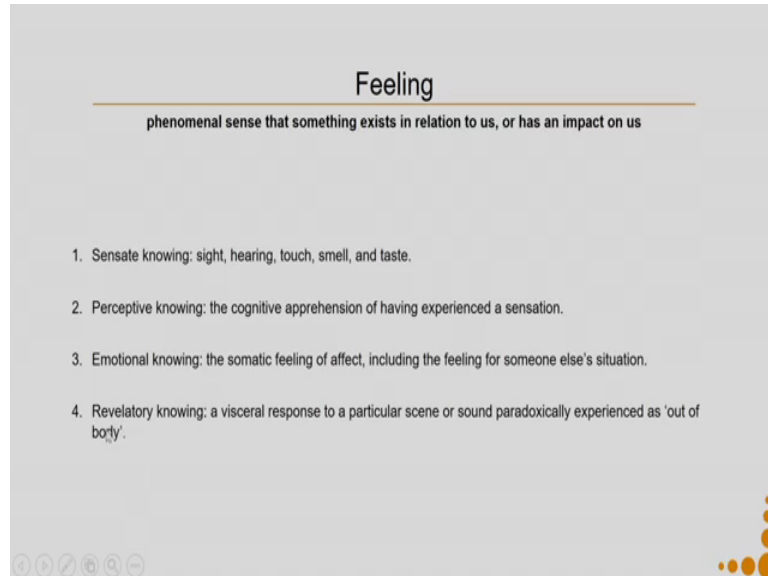 Feeling
phenomenal sense that something exists in relation to us, or has an impact on us
1. Sensate knowing: sight, hearing, touch, smell, and taste.
2. Perceptive knowing: the cognitive apprehension of having experienced a sensation.
3. Emotional knowing: the somatic feeling of affect, including the feeling for someone else's situation.
4. Revelatory knowing: a visceral response to a particular scene or sound paradoxically experienced as 'out of
body'.